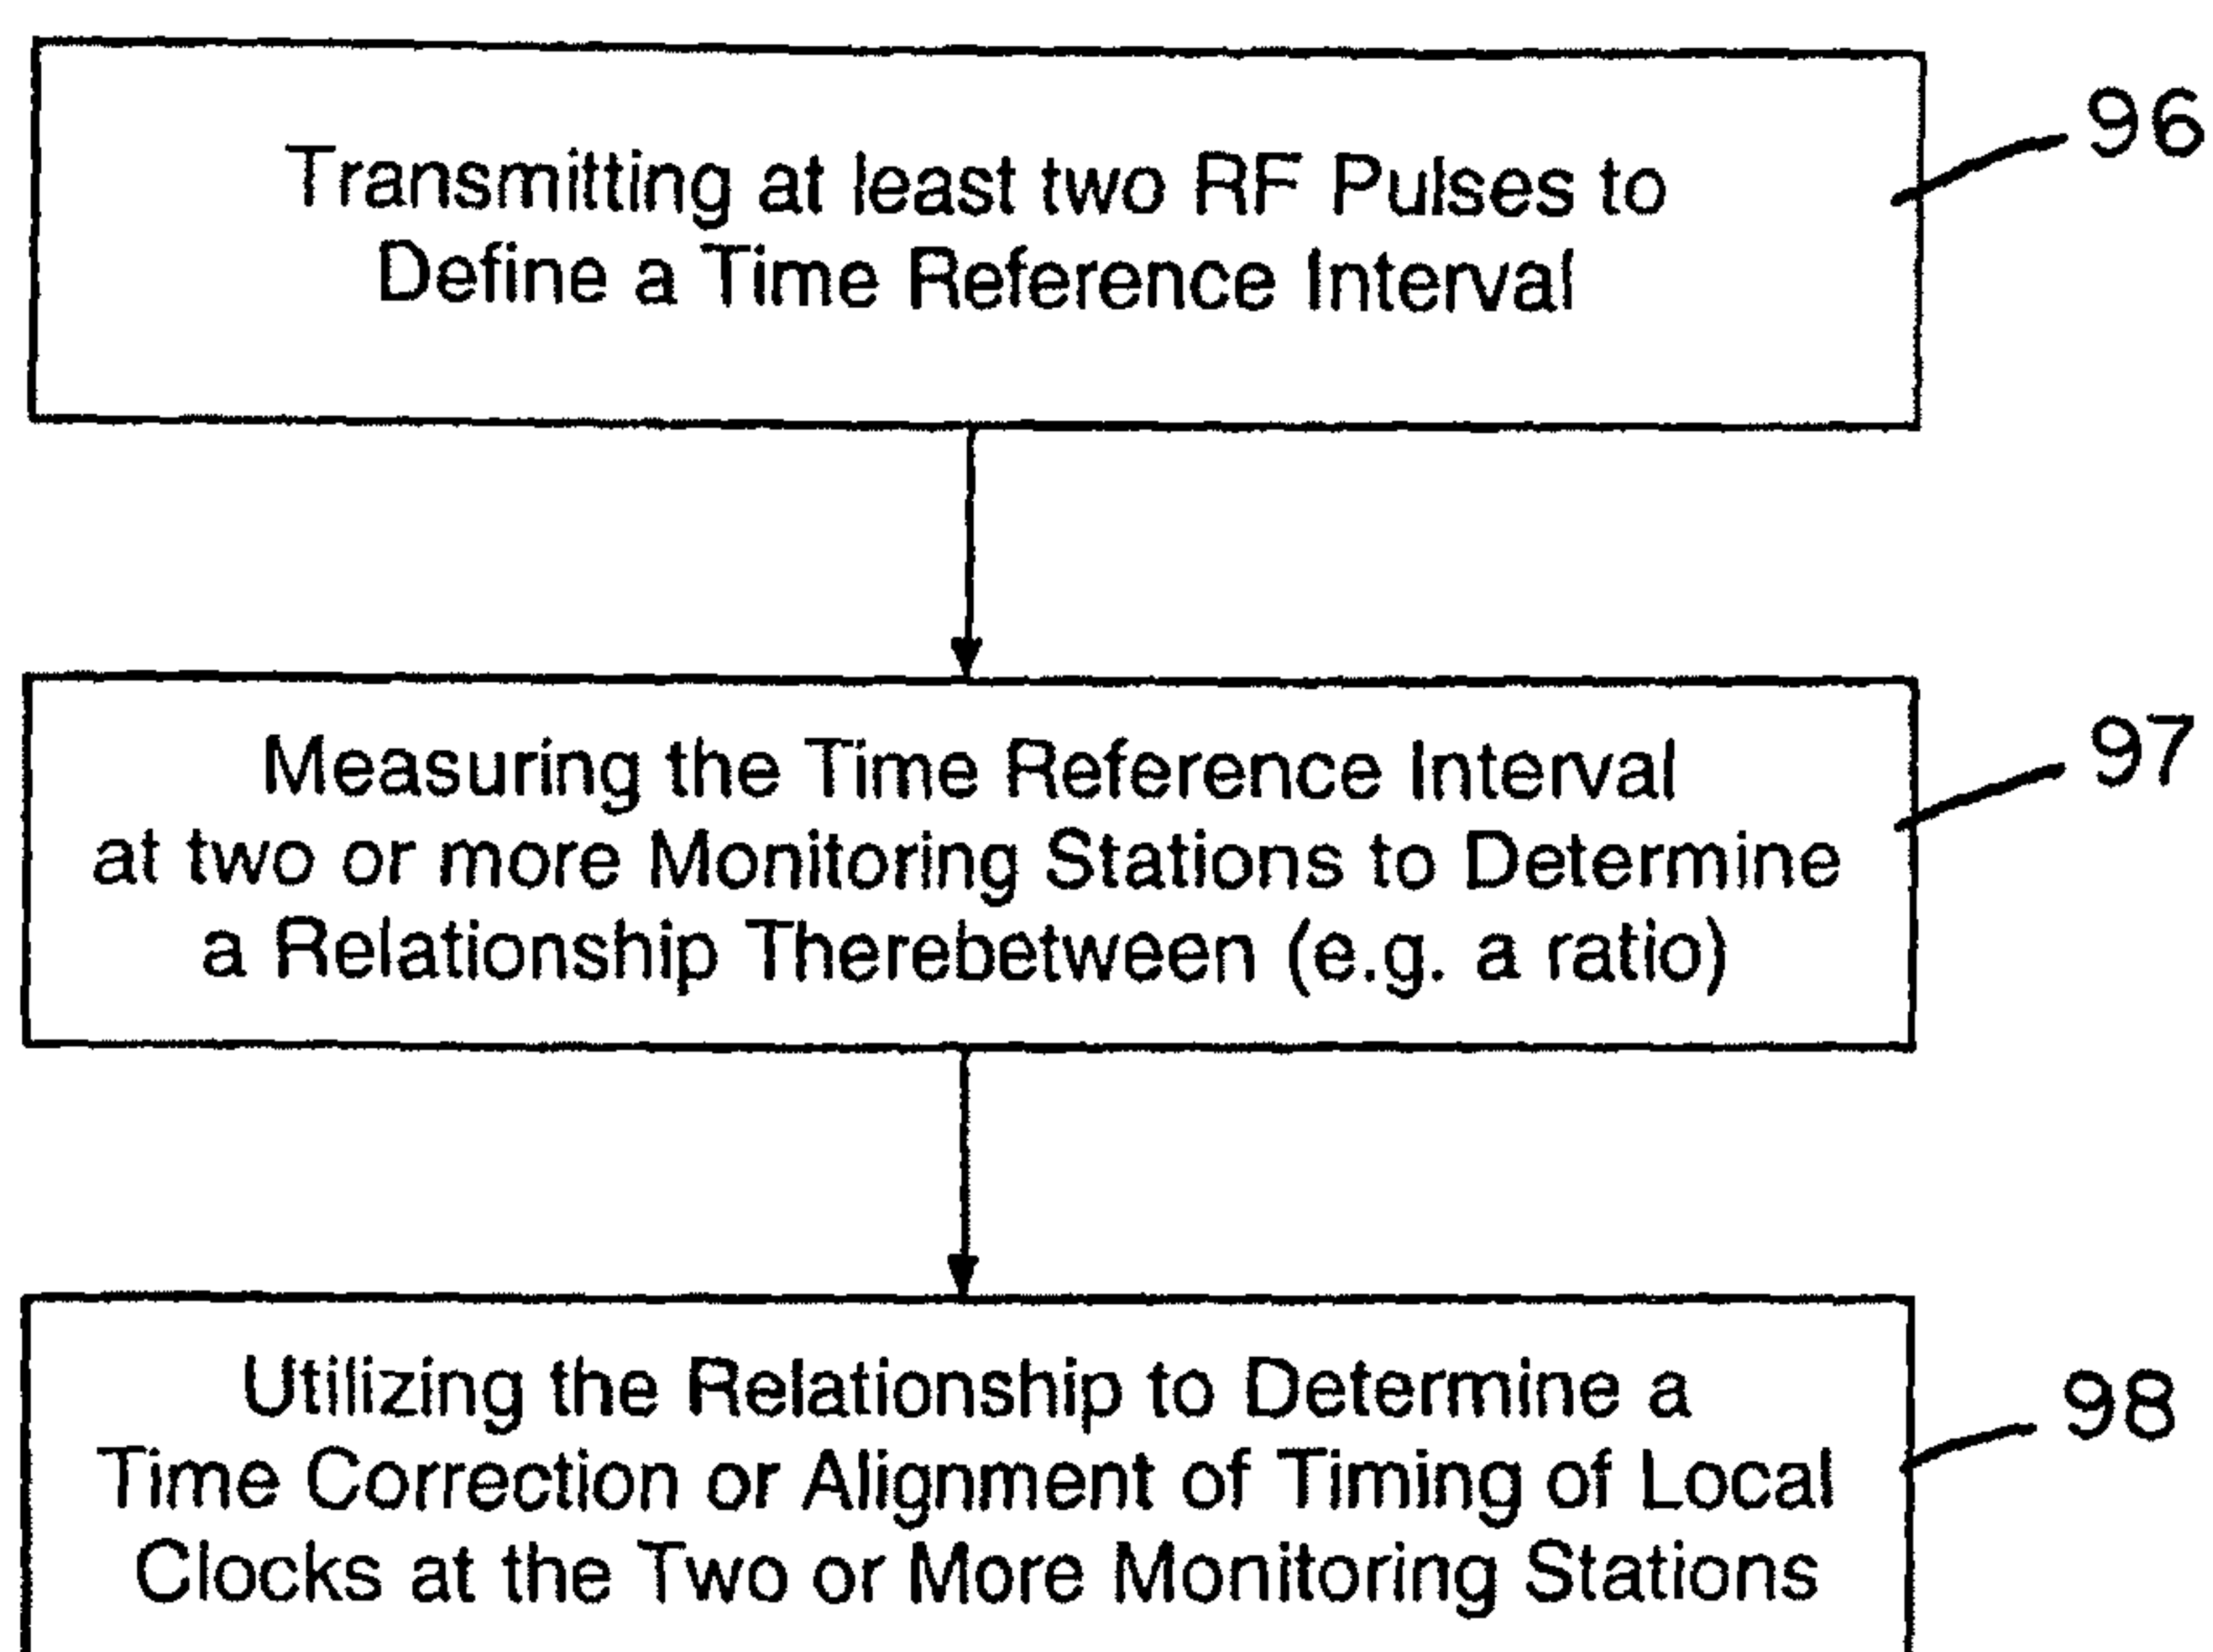 Transmitting at least two RF Pulses to
Define a Time Reference Interval
96
Measuring the Time Reference Interval
at two or more Monitoring Stations to Determine
a Relationship Therebetween (e.g. a ratio)
97
Utilizing the Relationship to Determine a
Time Correction or Alignment of Timing of Local
Clocks at the Two or More Monitoring Stations
98